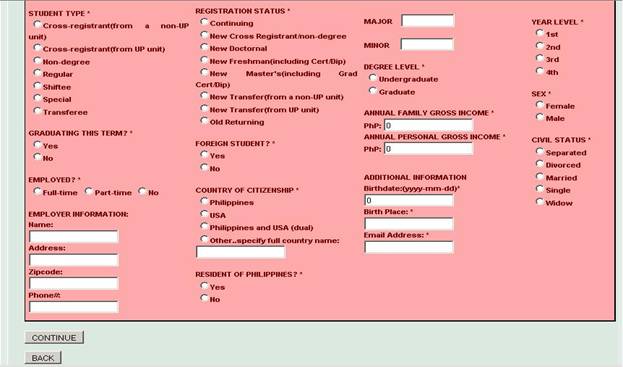 STUDENT TYPE *
Cross-registrant(from a non-UP
unit)
Cross-registrant(from UP unit)
Non-degree
Regular
Shiftee
Special
Transferee
GRADUATING THIS TERM? *
Yes
No
EMPLOYED? *
Full-time Part-time No
EMPLOYER INFORMATION:
Name:
Address:
Zipcode:
Phone#:
REGISTRATION STATUS *
Continuing
New Cross Registrant/non-degree
New Doctornal
New Freshman(including Cert/Dip)
New Master's(including Grad
Cert/Dip)
New Transfer(from a non-UP unit)
New Transfer(from UP unit)
Old Returning
FOREIGN STUDENT? *
Yes
No
COUNTRY OF CITIZENSHIP *
Philippines
USA
Philippines and USA (dual)
Other..specify full country name:
RESIDENT OF PHILIPPINES? *
Yes
No
MAJOR
MINOR
DEGREE LEVEL *
Undergraduate
Graduate
ANNUAL FAMILY GROSS INCOME *
PhP: 0
ANNUAL PERSONAL GROSS INCOME *
PhP: 0
ADDITIONAL INFORMATION
Birthdate:(yyyy-mm-dd)*
0
Birth Place: *
Email Address: *
YEAR LEVEL *
1st
2nd
3rd
4th
SEX *
Female
Male
CIVIL STATUS *
Separated
Divorced
Married
Single
Widow
CONTINUE
BACK